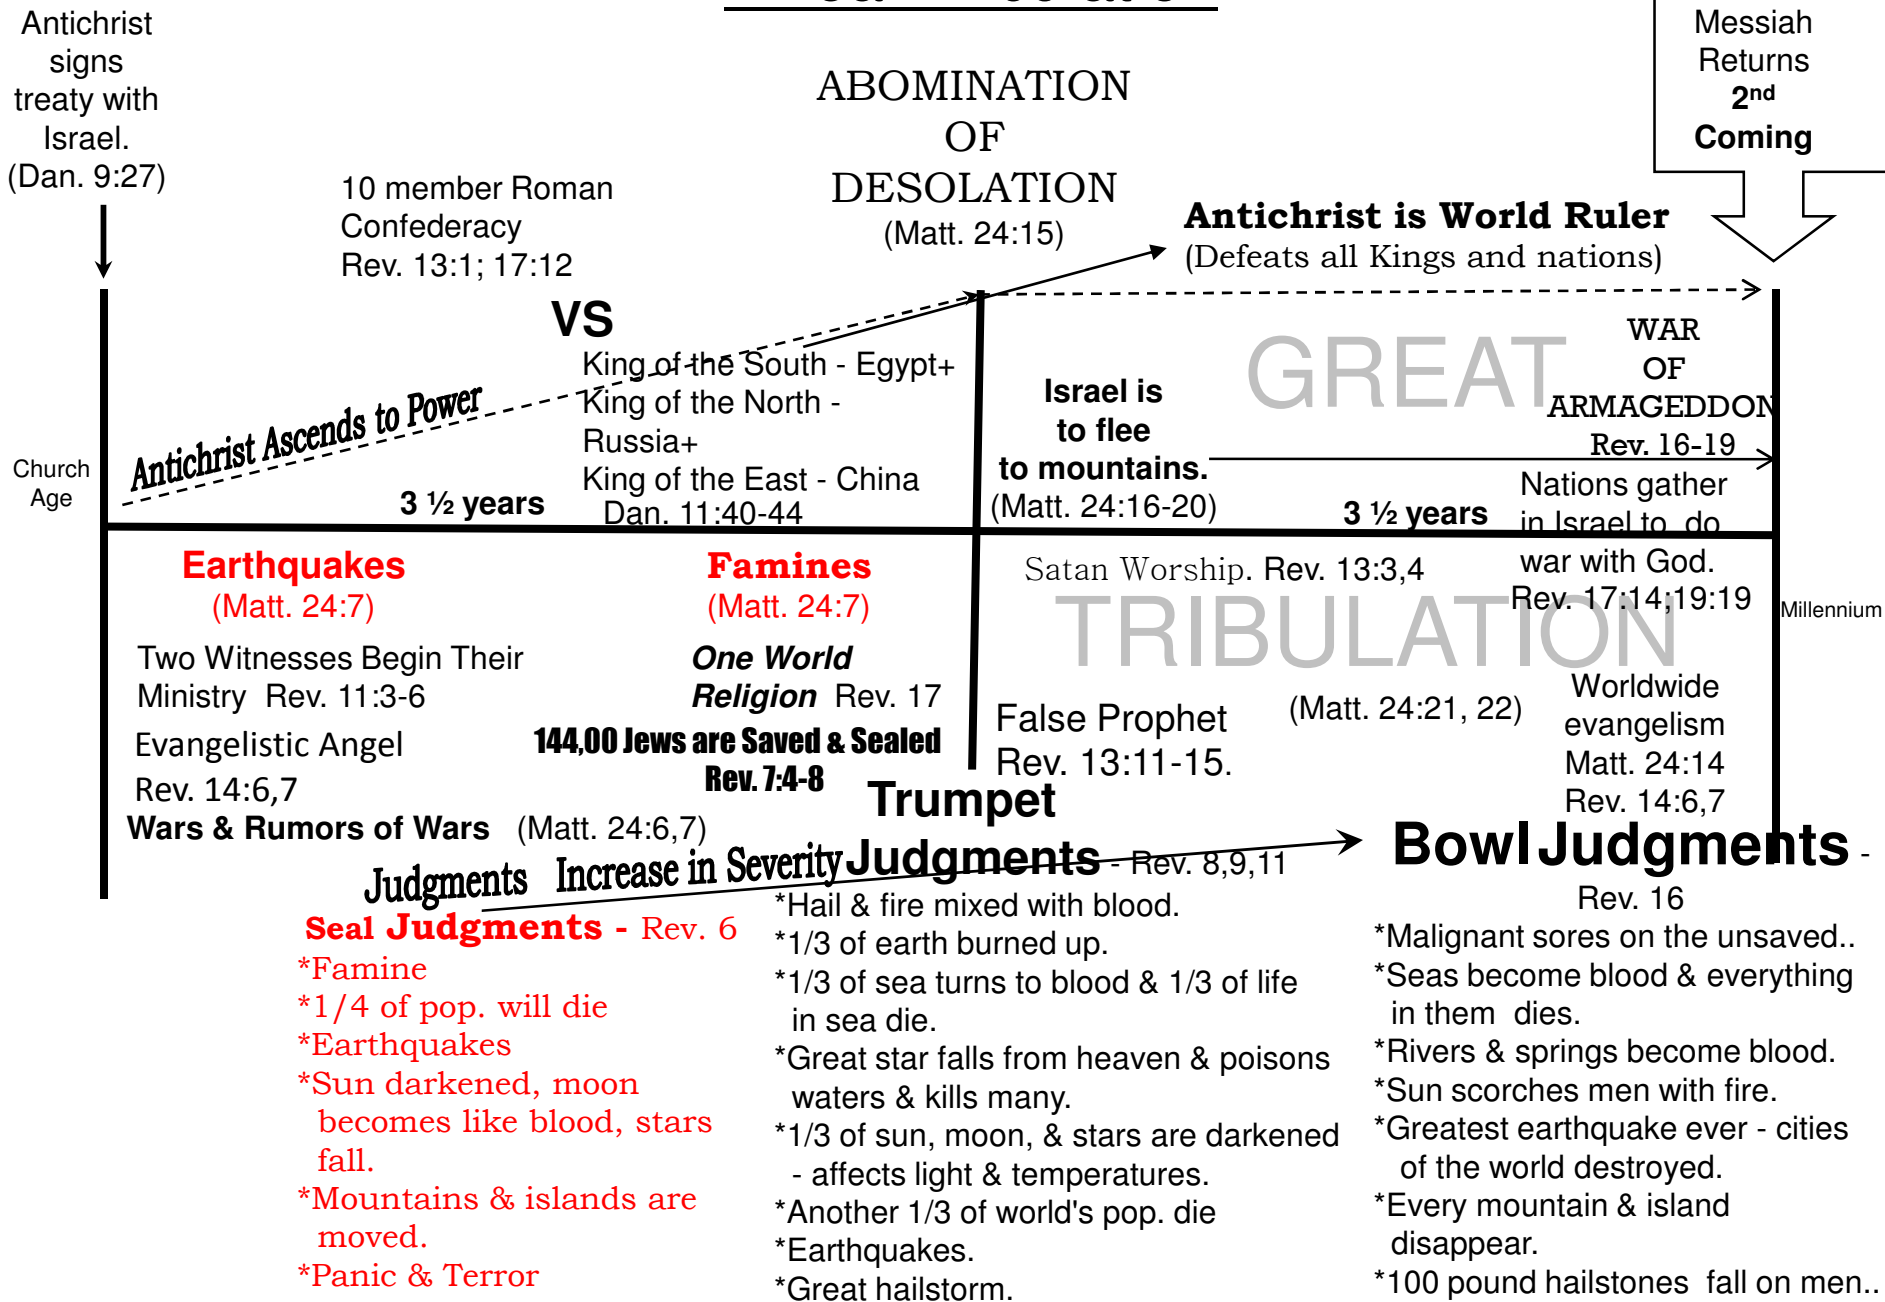 Antichrist
signs
treaty with
Israel.
(Dan. 9:27)
Messiah
Returns
2nd
Coming
ABOMINATION
OF
DESOLATION
(Matt. 24:15)
10 member Roman
Confederacy
Rev. 13:1; 17:12
VS
King of the South - Egypt+
King of the North -
Russia+
King of the East - China
Dan. 11:40-44
Antichrist is World Ruler
(Defeats all Kings and nations)
Antichrist Ascends to Power
3 ½ years
Church
Age
Israel is
to flee
to mountains.
(Matt. 24:16-20)
GREAT
TRIBULATION
(Matt. 24:21, 22)
3 ½ years
WAR
OF
ARMAGEDDON
Rev. 16-19
Nations gather
in Israel to  do
war with God.
Rev. 17:14;19:19
Millennium
Earthquakes
(Matt. 24:7)
Famines
(Matt. 24:7)
Two Witnesses Begin Their
Ministry  Rev. 11:3-6
One World
Religion  Rev. 17
Evangelistic Angel
Rev. 14:6,7
144,00 Jews are Saved & Sealed
Rev. 7:4-8
Wars & Rumors of Wars   (Matt. 24:6,7)
Satan Worship. Rev. 13:3,4
False Prophet
Rev. 13:11-15.
Worldwide
evangelism
Matt. 24:14
Rev. 14:6,7
Judgments   Increase in Severity
Seal Judgments - Rev. 6
*Famine
*1/4 of pop. will die
*Earthquakes
*Sun darkened, moon
becomes like blood, stars
fall.
*Mountains & islands are
moved.
*Panic & Terror
Trumpet
Judgments - Rev. 8,9,11
*Hail & fire mixed with blood.
*1/3 of earth burned up.
*1/3 of sea turns to blood & 1/3 of life
in sea die.
*Great star falls from heaven & poisons
waters & kills many.
*1/3 of sun, moon, & stars are darkened
- affects light & temperatures.
*Another 1/3 of world's pop. die
*Earthquakes.
*Great hailstorm.
Bowl Judgments -
Rev. 16
*Malignant sores on the unsaved..
*Seas become blood & everything
in them  dies.
*Rivers & springs become blood.
*Sun scorches men with fire.
*Greatest earthquake ever - cities
of the world destroyed.
*Every mountain & island
disappear.
*100 pound hailstones  fall on men..